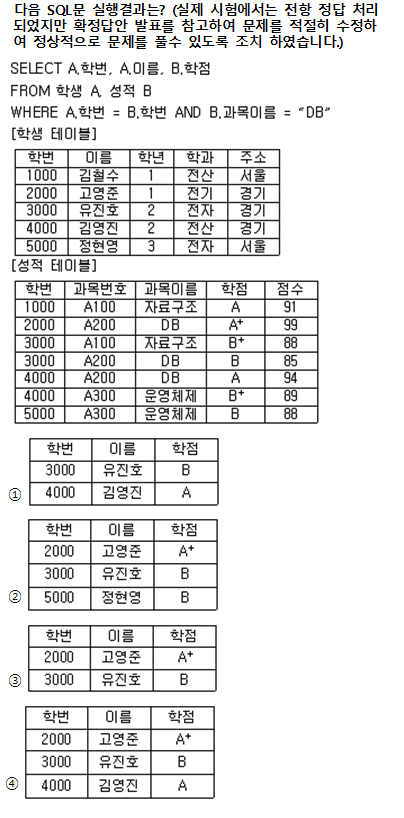 다음 SQL문 실행결과는? (실제 시험에서는 전항 정답 처리
되었지만 확정답안 발표를 참고하여 문제를 적절히 수정하
여 정상적으로 문제를 풀수 있도록 조치 하였습니다.)
SELECT A.학번, A.이름, B.학점
FROM 학생 A, 성적 B
WHERE A.학번 = B.학번 AND B.과목이름 = "DB"
[학생 테이블]
학번 이름 학년 학과 주소
1000 김철수 1 전산 서울
2000 고영준 1 전기 경기
3000 유진호 2 전자 경기
4000 김영진 2 전산 경기
5000 정현영 3 전자 서울
[성적 테이블]
학번 과목번호 과목이름 학점 점수
1000 A100 자료구조 A 91
2000 A200 DB A+ 99
3000 A100 자료구조 B+ 88
3000 A200 DB B 85
4000 A200 DB A 94
4000 A300 운영체제 B+ 89
5000 A300 운영체제 B 88
학번 이름 학점
3000 유진호 B
① 4000 김영진 A
학번 이름 학점
2000 고영준 A+
3000 유진호 B
② 5000 정현영 B
학번 이름 학점
2000 고영준 A+
③ 3000 유진호 B
학번 이름 학점
2000 고영준 A+
3000 유진호 B
④ 4000 김영진 A